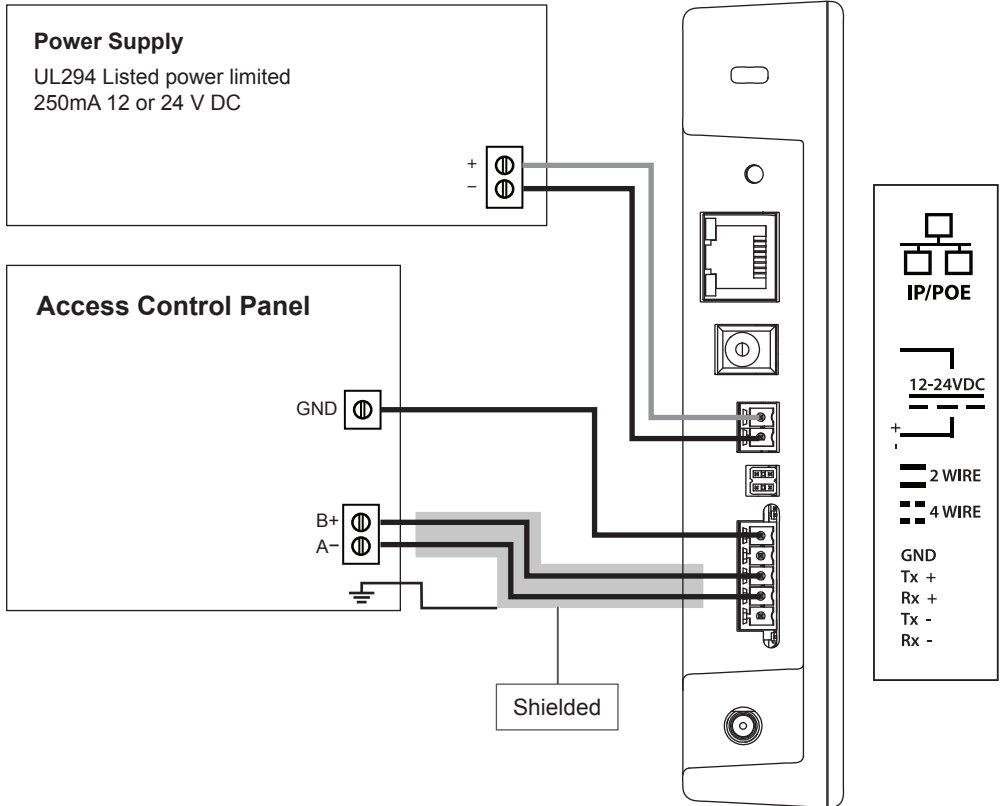 Power Supply
UL294 Listed power limited
250mA 12 or 24 V DC
+
−
Access Control Panel
GND
B+
A−
Shielded
IP/POE
12-24VDC
+
-
2 WIRE
4 WIRE
GND
Tx +
Rx +
Tx -
Rx -